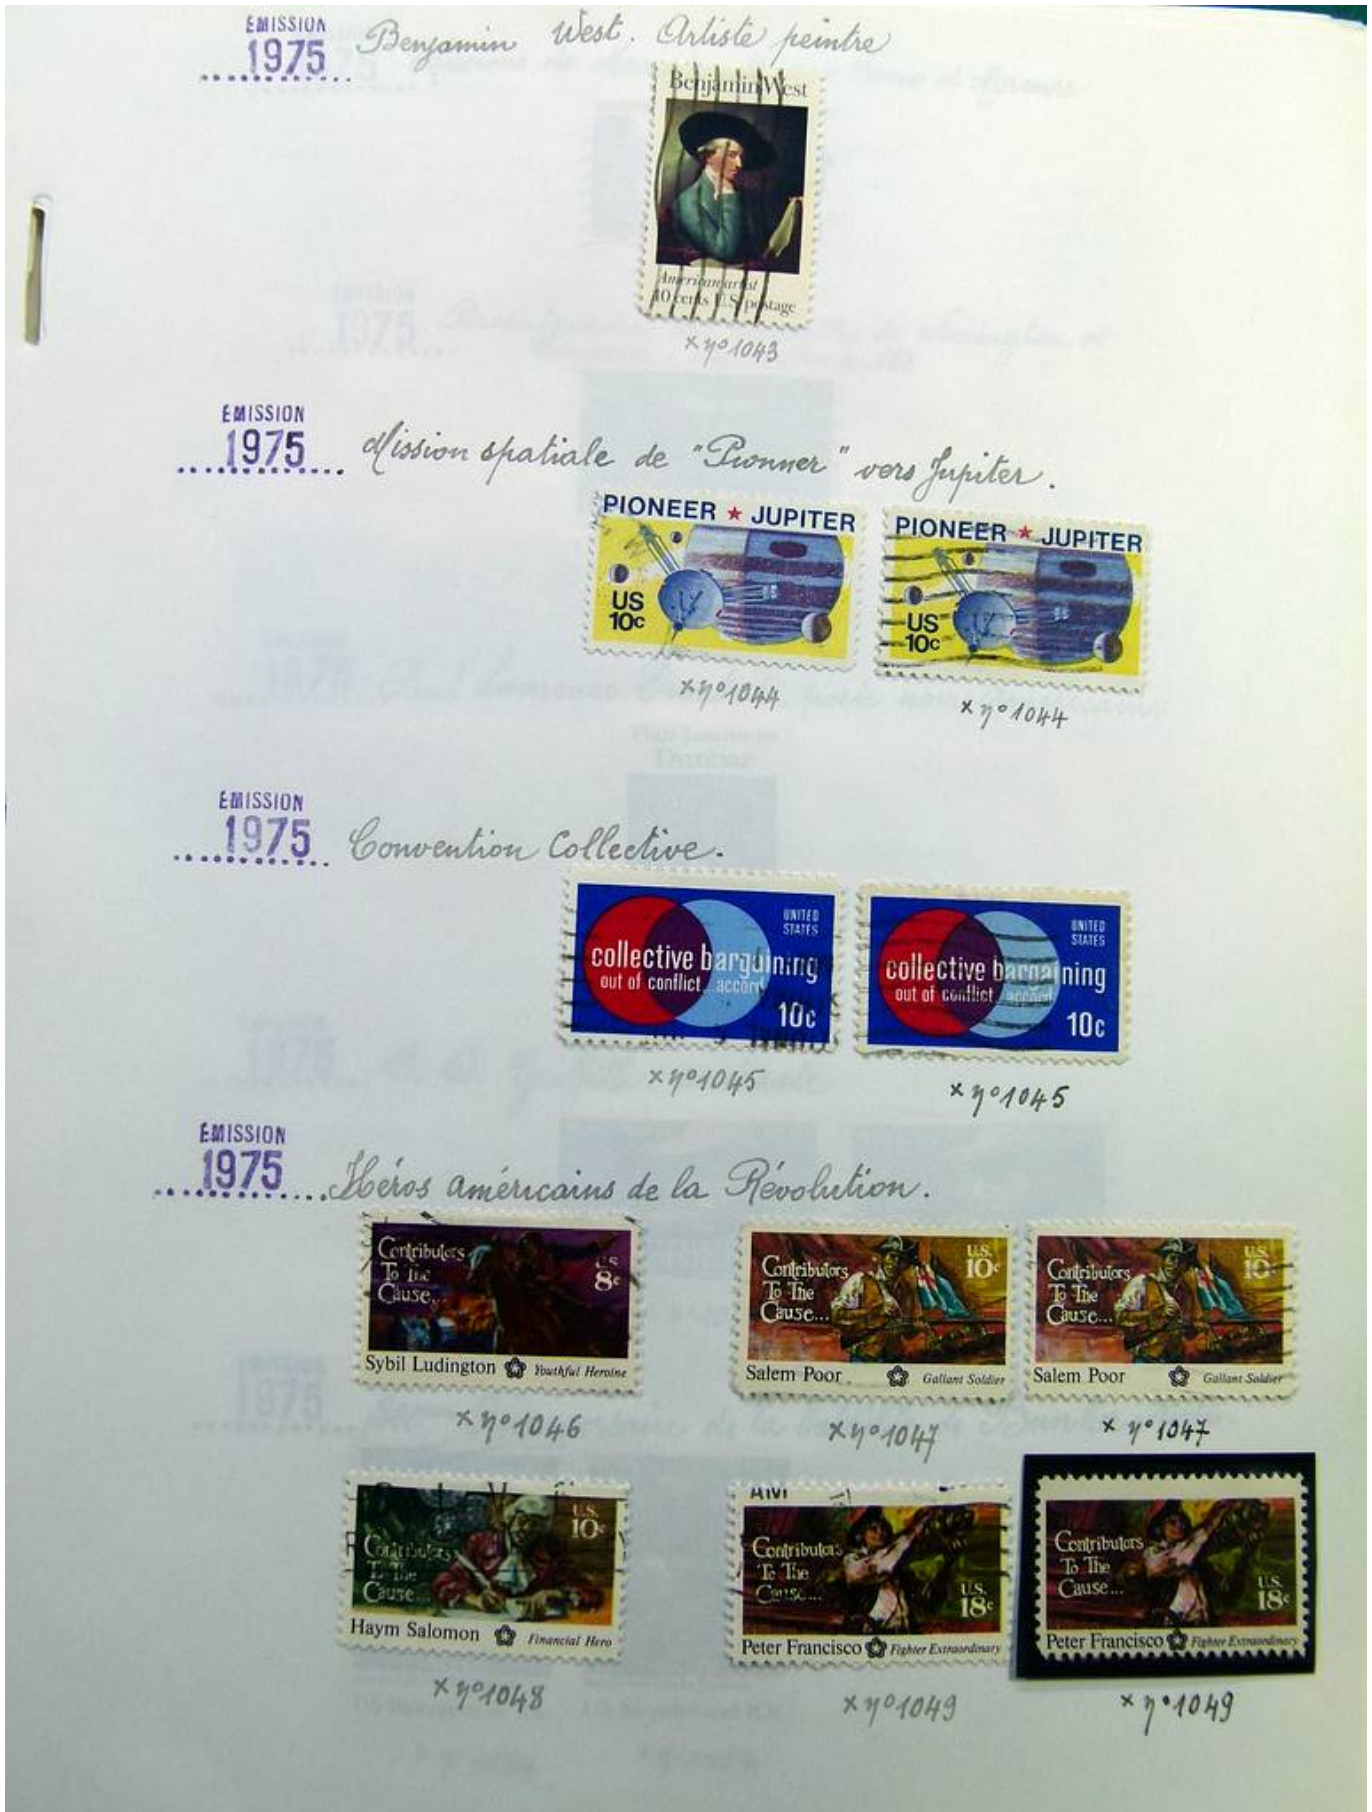 ÉMISSION
1975
Benjamin West. Artiste peintre
Benjamin West
American artist
10 cents U.S. postage
x n° 1043
ÉMISSION
1975
Mission spatiale de "Pionner" vers Jupiter.
PIONEER ★ JUPITER
US
10c
PIONEER ★ JUPITER
US
10c
x n° 1044
x n° 1044
ÉMISSION
1975
Convention Collective.
UNITED
STATES
collective bargaining
out of conflict...accord
10c
UNITED
STATES
collective bargaining
out of conflict...accord
10c
x n° 1045
x n° 1045
ÉMISSION
1975
Héros américains de la Révolution.
Contributors
To The
Cause...
U.S.
8c
Sybil Ludington Youthful Heroine
Contributors
To The
Cause...
U.S.
10c
Salem Poor Gallant Soldier
Contributors
To The
Cause...
U.S.
10c
Salem Poor Gallant Soldier
x n° 1046
x n° 1047
x n° 1047
Contributors
To The
Cause...
U.S.
10c
Haym Salomon Financial Hero
AM
Contributors
To The
Cause...
U.S.
18c
Peter Francisco Fighter Extraordinary
Contributors
To The
Cause...
U.S.
18c
Peter Francisco Fighter Extraordinary
x n° 1048
x n° 1049
x n° 1049